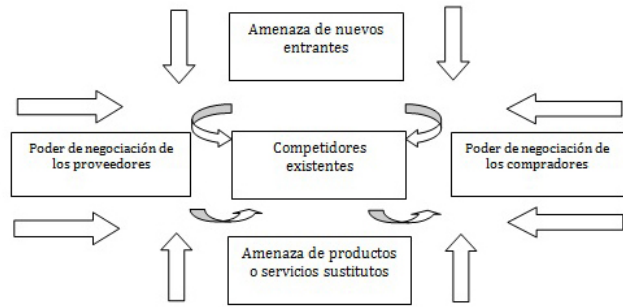 Amenaza de nuevos
entrantes
Poder de negociación de
los proveedores
Competidores
existentes
Poder de negociación de
los compradores
Amenaza de productos
o servicios sustitutos